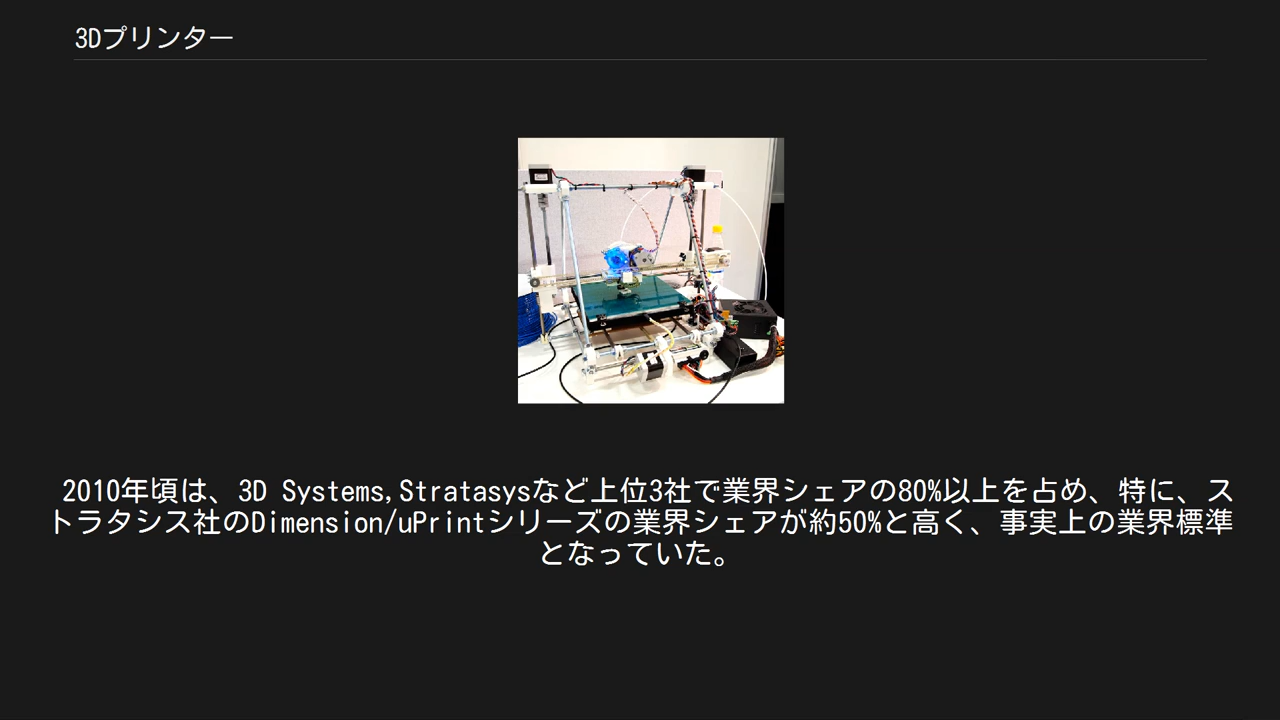 3Dプリンター
2010年頃は、3D Systems,Stratasysなど上位3社で業界シェアの80%以上を占め、特に、ス
トラタシス社のDimension/uPrintシリーズの業界シェアが約50%と高く、事実上の業界標準
となっていた。